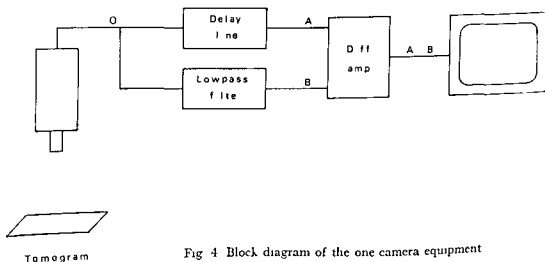 O
Delay
l ne
A
Lowpass
f lte
B
D ff
amp
A B
Tomogram
Fig 4 Block diagram of the one camera equipment